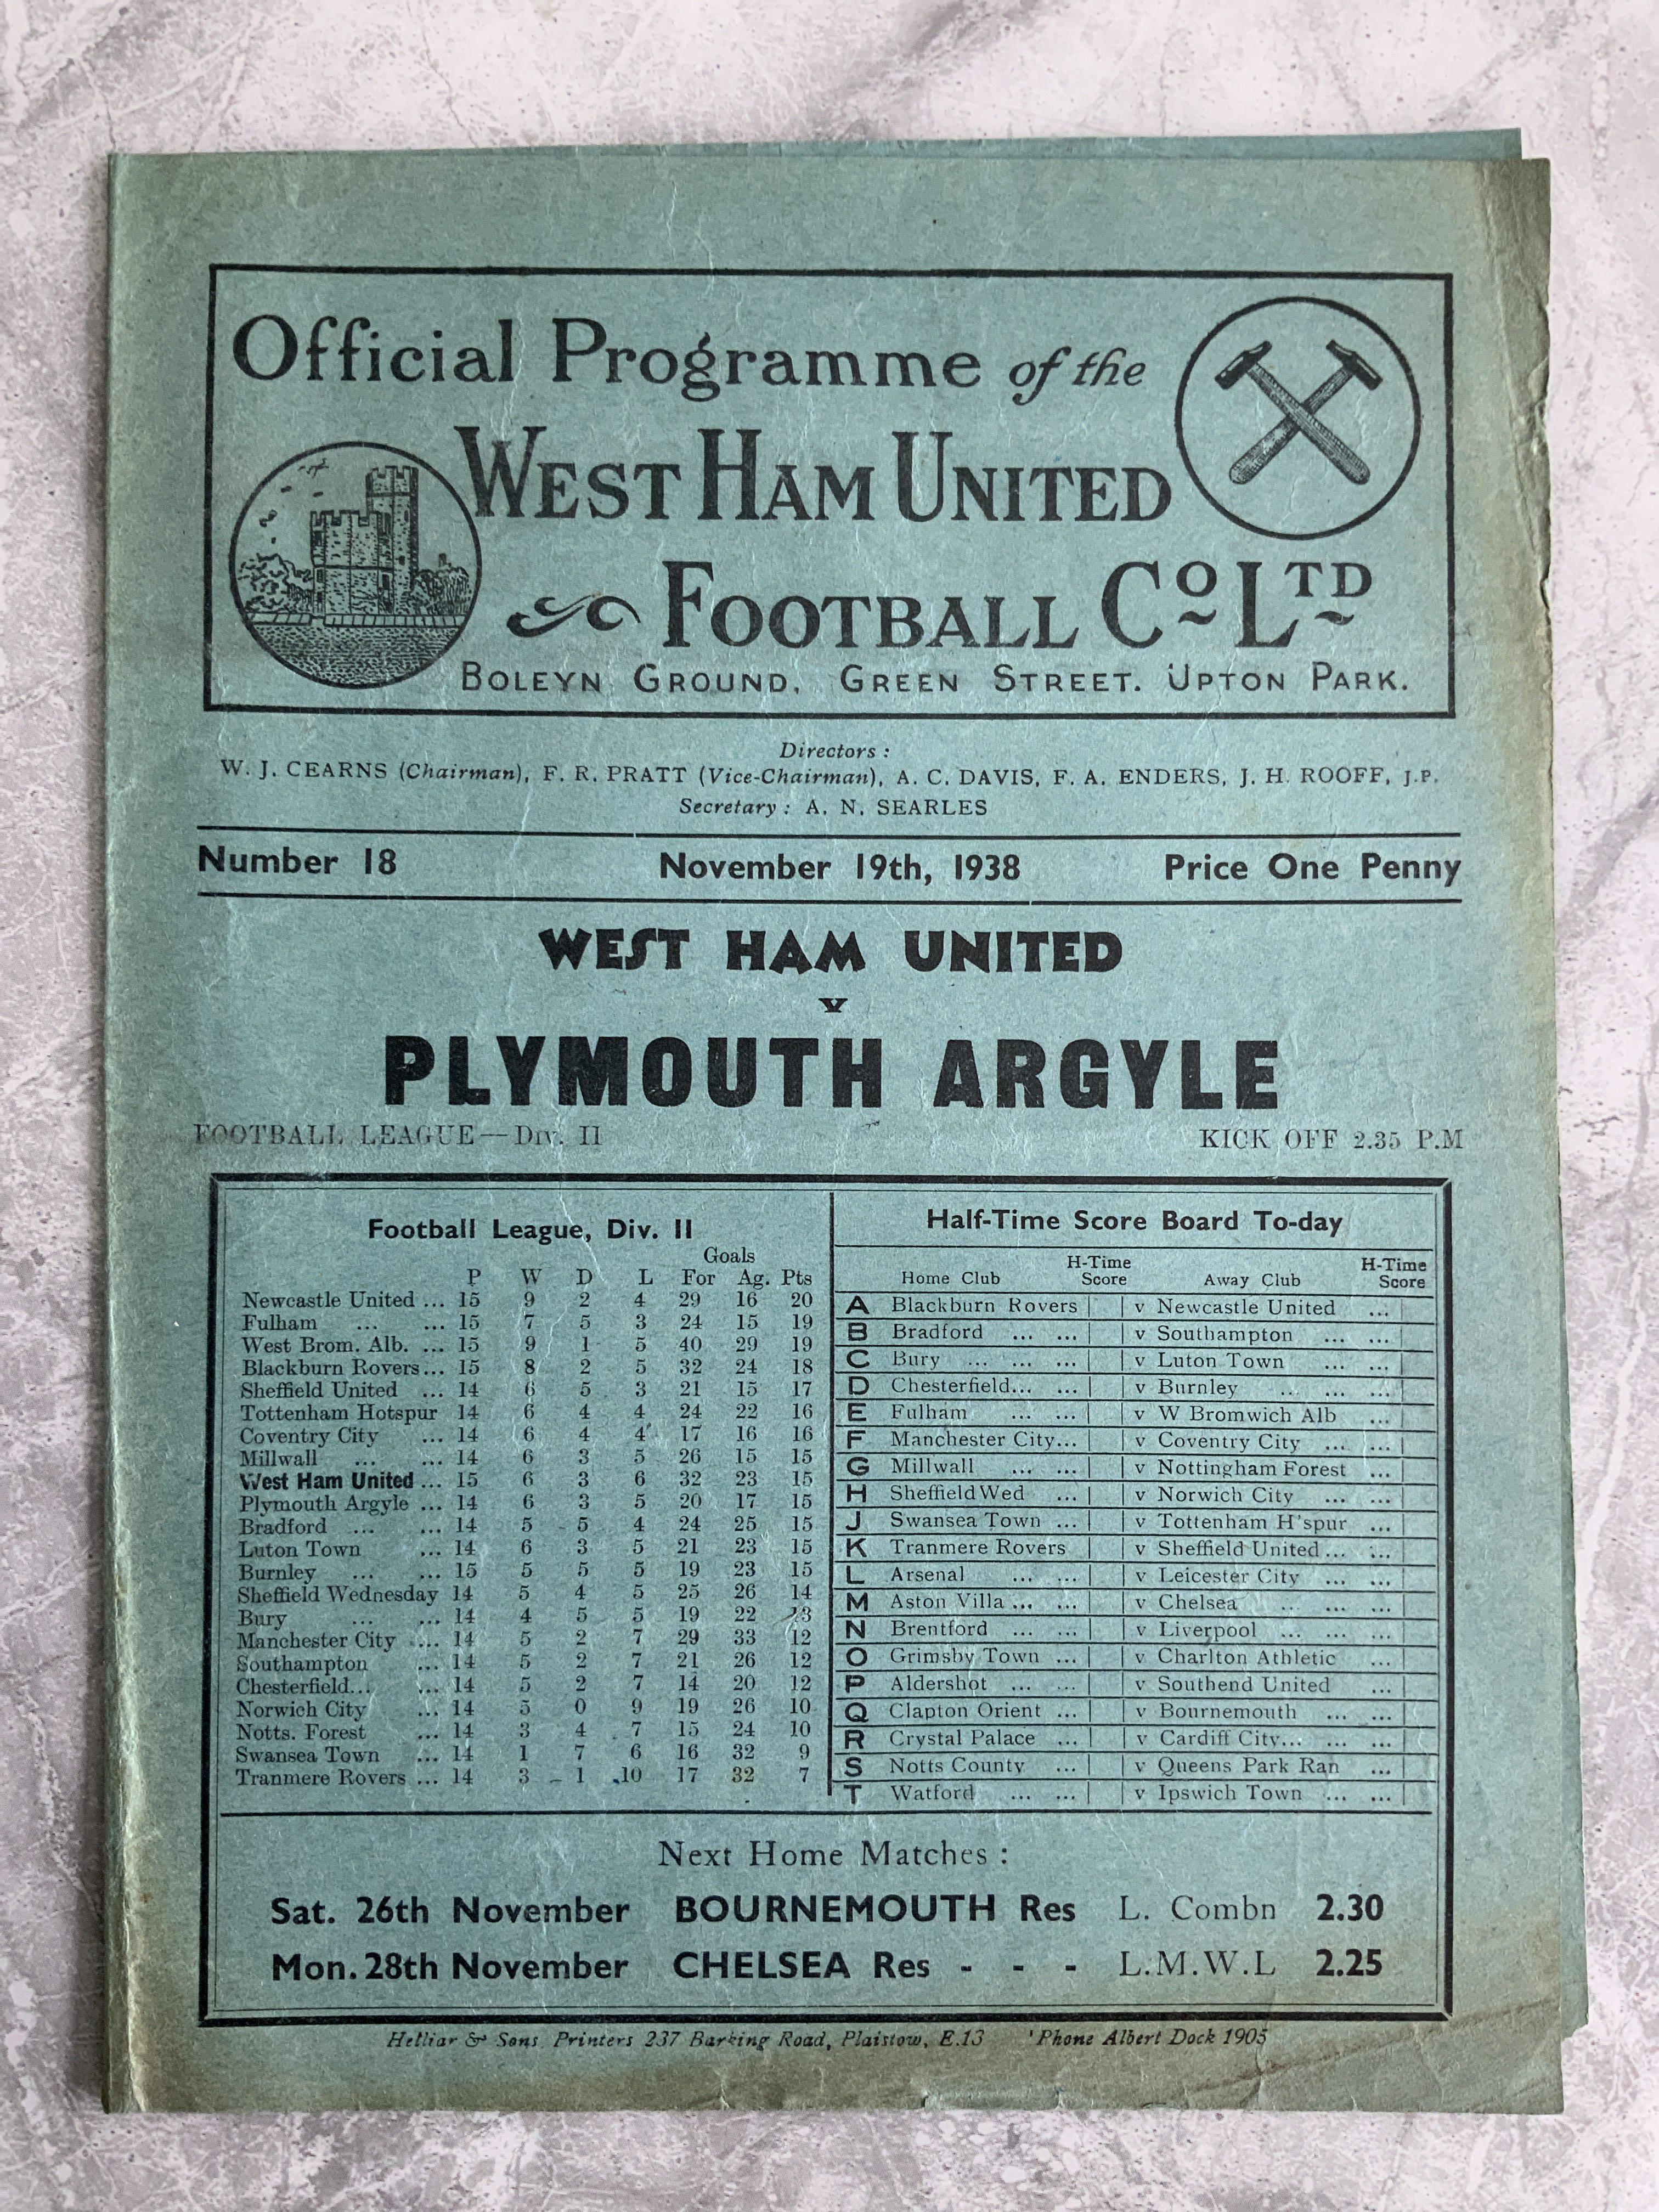 Official Programme of the
WEST HAM UNITED
FOOTBALL CO LTD
BOLEYN GROUND, GREEN STREET. UPTON PARK.
Directors :
W. J. CEARNS (Chairman), F. R. PRATT (Vice-Chairman), A. C. DAVIS, F. A. ENDERS, J. H. ROOFF, J.P.
Secretary : A. N. SEARLES
Number 18 November 19th, 1938 Price One Penny
WEST HAM UNITED
v
PLYMOUTH ARGYLE
FOOTBALL LEAGUE — Div. II KICK OFF 2.35 P.M
Football League, Div. II
Goals
P W D L For Ag. Pts
Newcastle United ... 15 9 2 4 29 16 20
Fulham ... ... 15 7 5 3 24 15 19
West Brom. Alb. ... 15 9 1 5 40 29 19
Blackburn Rovers... 15 8 2 5 32 24 18
Sheffield United ... 14 6 5 3 21 15 17
Tottenham Hotspur 14 6 4 4 24 22 16
Coventry City ... 14 6 4 4 17 16 16
Millwall ... ... 14 6 3 5 26 15 15
West Ham United ... 15 6 3 6 32 23 15
Plymouth Argyle ... 14 6 3 5 20 17 15
Bradford ... ... 14 5 5 4 24 25 15
Luton Town ... 14 6 3 5 21 23 15
Burnley ... ... 15 5 5 5 19 23 15
Sheffield Wednesday 14 5 4 5 25 26 14
Bury ... ... 14 4 5 5 19 22 13
Manchester City ... 14 5 2 7 29 33 12
Southampton ... 14 5 2 7 21 26 12
Chesterfield... ... 14 5 2 7 14 20 12
Norwich City ... 14 5 0 9 19 26 10
Notts. Forest ... 14 3 4 7 15 24 10
Swansea Town ... 14 1 7 6 16 32 9
Tranmere Rovers ... 14 3 1 10 17 32 7
Half-Time Score Board To-day
Home Club H-Time Score Away Club H-Time Score
A Blackburn Rovers v Newcastle United ...
B Bradford ... ... v Southampton ... ...
C Bury ... ... ... v Luton Town ... ...
D Chesterfield... ... v Burnley ... ... ...
E Fulham ... ... v W Bromwich Alb ...
F Manchester City... v Coventry City ... ...
G Millwall ... ... v Nottingham Forest ...
H Sheffield Wed ... v Norwich City ... ...
J Swansea Town ... v Tottenham H'spur ...
K Tranmere Rovers v Sheffield United... ...
L Arsenal ... ... v Leicester City ... ...
M Aston Villa ... ... v Chelsea ... ... ...
N Brentford ... ... v Liverpool ... ... ...
O Grimsby Town ... v Charlton Athletic ...
P Aldershot ... ... v Southend United ...
Q Clapton Orient ... v Bournemouth ... ...
R Crystal Palace ... v Cardiff City... ... ...
S Notts County ... v Queens Park Ran ...
T Watford ... ... v Ipswich Town ... ...
Next Home Matches :
Sat. 26th November BOURNEMOUTH Res L. Combn 2.30
Mon. 28th November CHELSEA Res - - - L.M.W.L 2.25
Helliar & Sons Printers 237 Barking Road, Plaistow, E.13 'Phone Albert Dock 1905